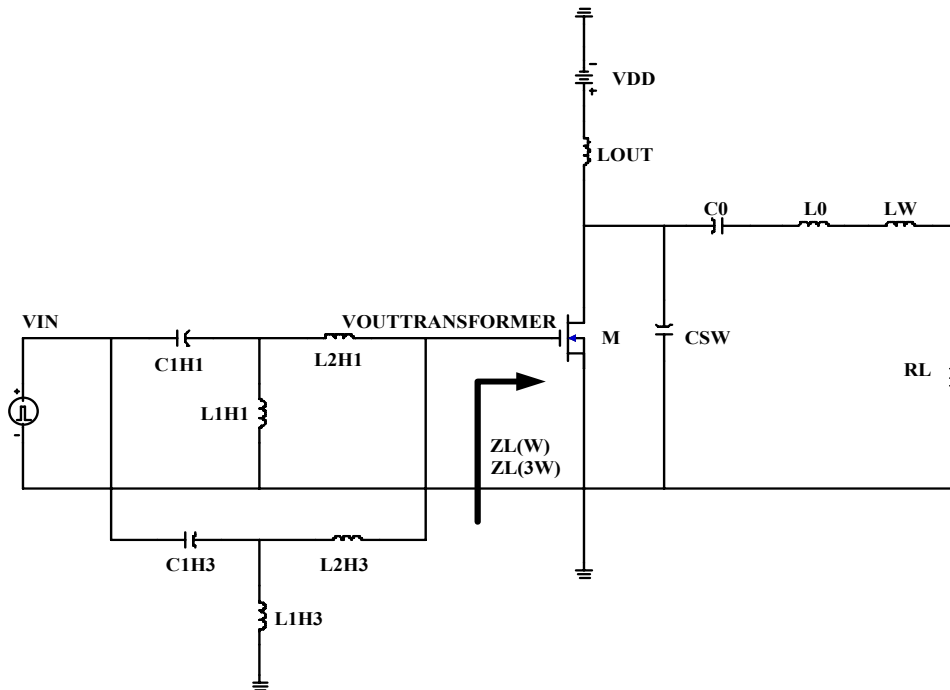 -
VDD
+
LOUT
C0
L0
LW
VIN
VOUTTRANSFORMER
M
CSW
C1H1
L2H1
RL
+
L1H1
-
ZL(W)
ZL(3W)
C1H3
L2H3
L1H3